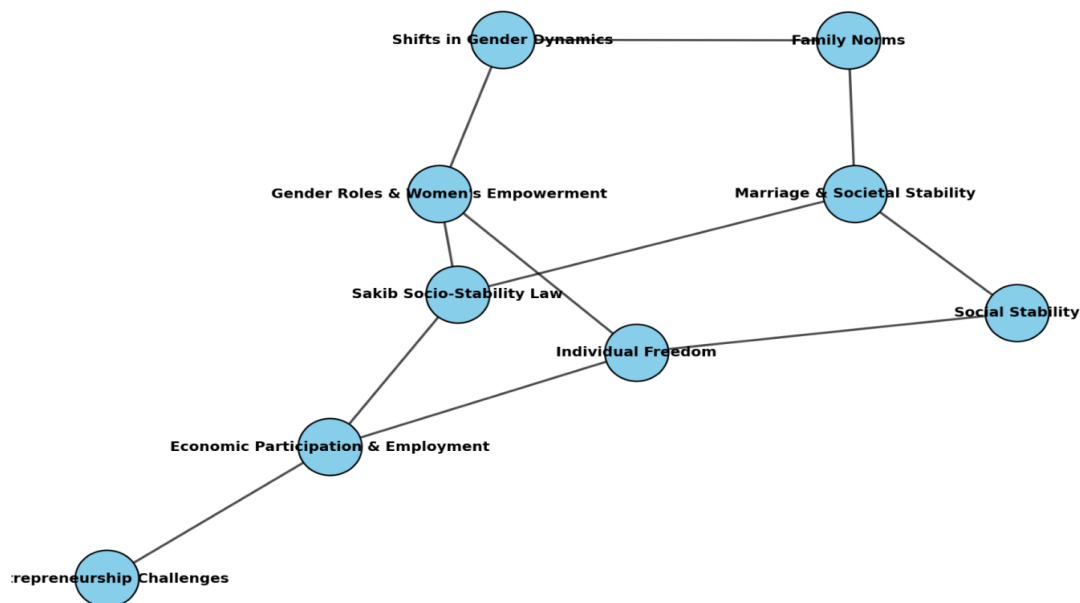 Shifts in Gender Dynamics
Family Norms
Gender Roles & Women's Empowerment
Marriage & Societal Stability
Sakib Socio-Stability Law
Social Stability
Individual Freedom
Economic Participation & Employment
trepreneurship Challenges